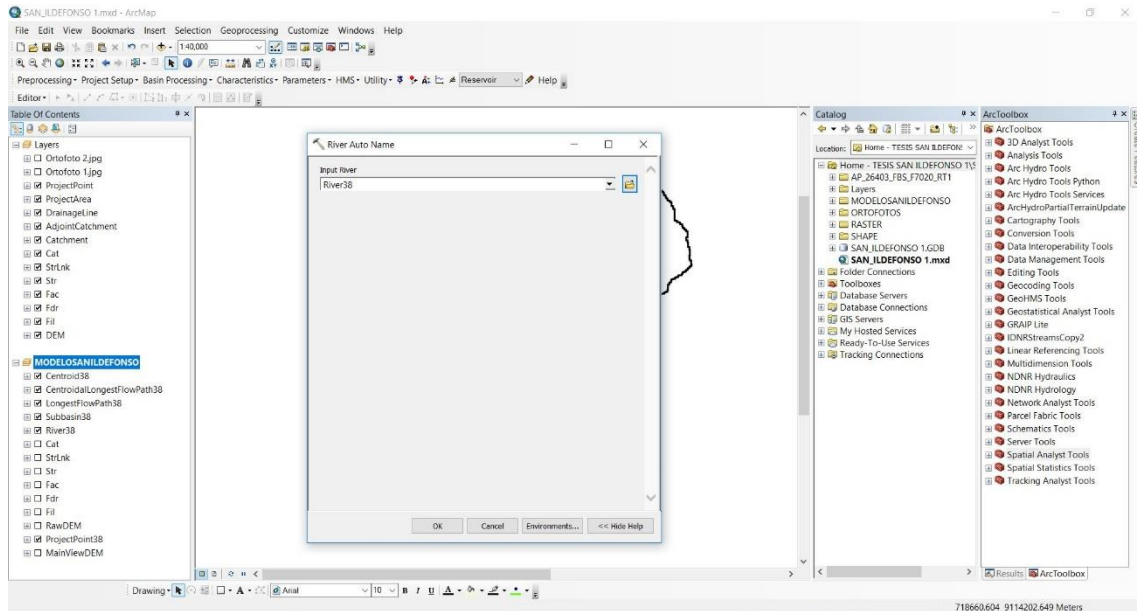 SAN_ILDEFONSO 1.mxd - ArcMap
File Edit View Bookmarks Insert Selection Geoprocessing Customize Windows Help
1:40,000
Preprocessing Project Setup Basin Processing Characteristics Parameters HMS Utility Reservoir Help
Editor
Table Of Contents
Layers
Ortofoto 2.jpg
Ortofoto 1.jpg
ProjectPoint
ProjectArea
DrainageLine
AdjointCatchment
Catchment
Cat
StrLnk
Str
Fac
Fdr
Fil
DEM
MODELOSANILDEFONSO
Centroid38
CentroidalLongestFlowPath38
LongestFlowPath38
Subbasin38
River38
Cat
StrLnk
Str
Fac
Fdr
Fil
RawDEM
ProjectPoint38
MainViewDEM
River Auto Name
Input River
River38
OK Cancel Environments... << Hide Help
Catalog
Location: Home - TESIS SAN ILDEFONS
Home - TESIS SAN ILDEFONSO 1\S
AP_26403_FBS_F7020_RT1
Layers
MODELOSANILDEFONSO
ORTOFOTOS
RASTER
SHAPE
SAN_ILDEFONSO 1.GDB
SAN_ILDEFONSO 1.mxd
Folder Connections
Toolboxes
Database Servers
Database Connections
GIS Servers
My Hosted Services
Ready-To-Use Services
Tracking Connections
ArcToolbox
ArcToolbox
3D Analyst Tools
Analysis Tools
Arc Hydro Tools
Arc Hydro Tools Python
Arc Hydro Tools Services
ArcHydroPartialTerrainUpdate
Cartography Tools
Conversion Tools
Data Interoperability Tools
Data Management Tools
Editing Tools
Geocoding Tools
GeoHMS Tools
Geostatistical Analyst Tools
GRAIP Lite
IDNRStreamsCopy2
Linear Referencing Tools
Multidimension Tools
NDNR Hydraulics
NDNR Hydrology
Network Analyst Tools
Parcel Fabric Tools
Schematics Tools
Server Tools
Spatial Analyst Tools
Spatial Statistics Tools
Tracking Analyst Tools
Results ArcToolbox
Drawing A Arial 10 B I U A
718660.604 9114202.649 Meters